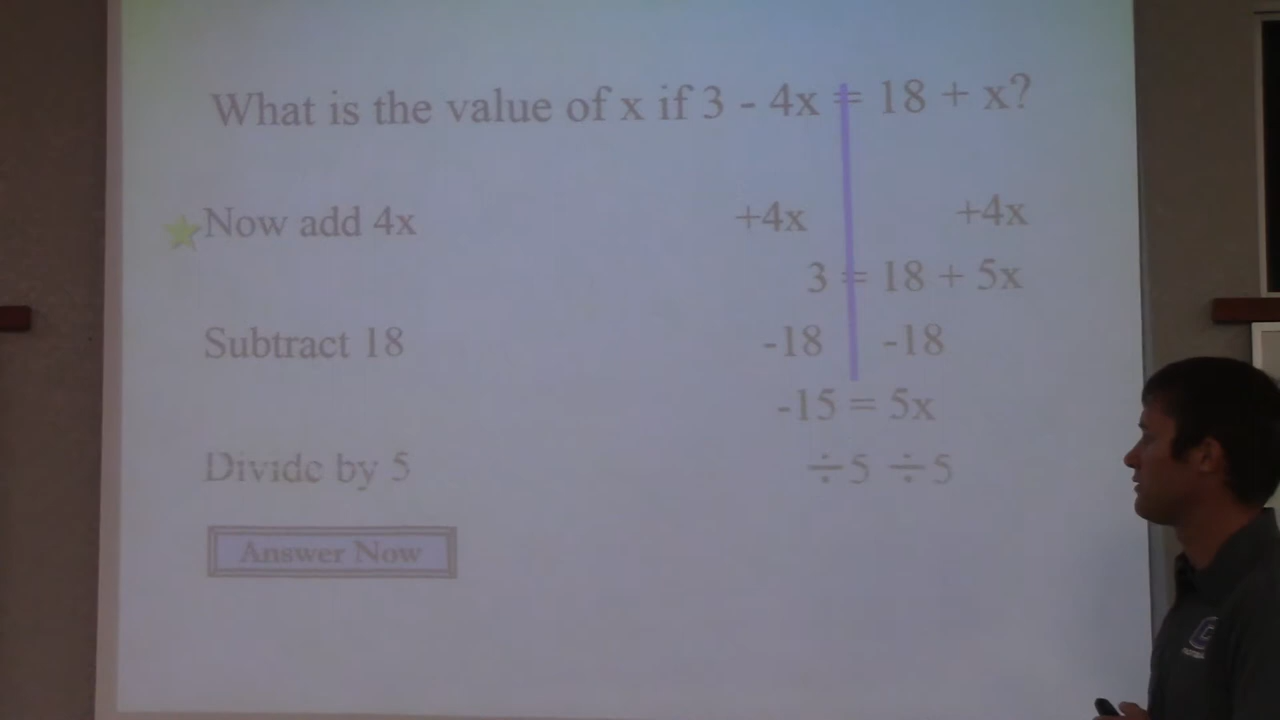 What is the value of x if 3 - 4x = 18 + x?
Now add 4x +4x +4x
3 = 18 + 5x
Subtract 18 -18 -18
-15 = 5x
Divide by 5 ÷5 ÷5
Answer Now